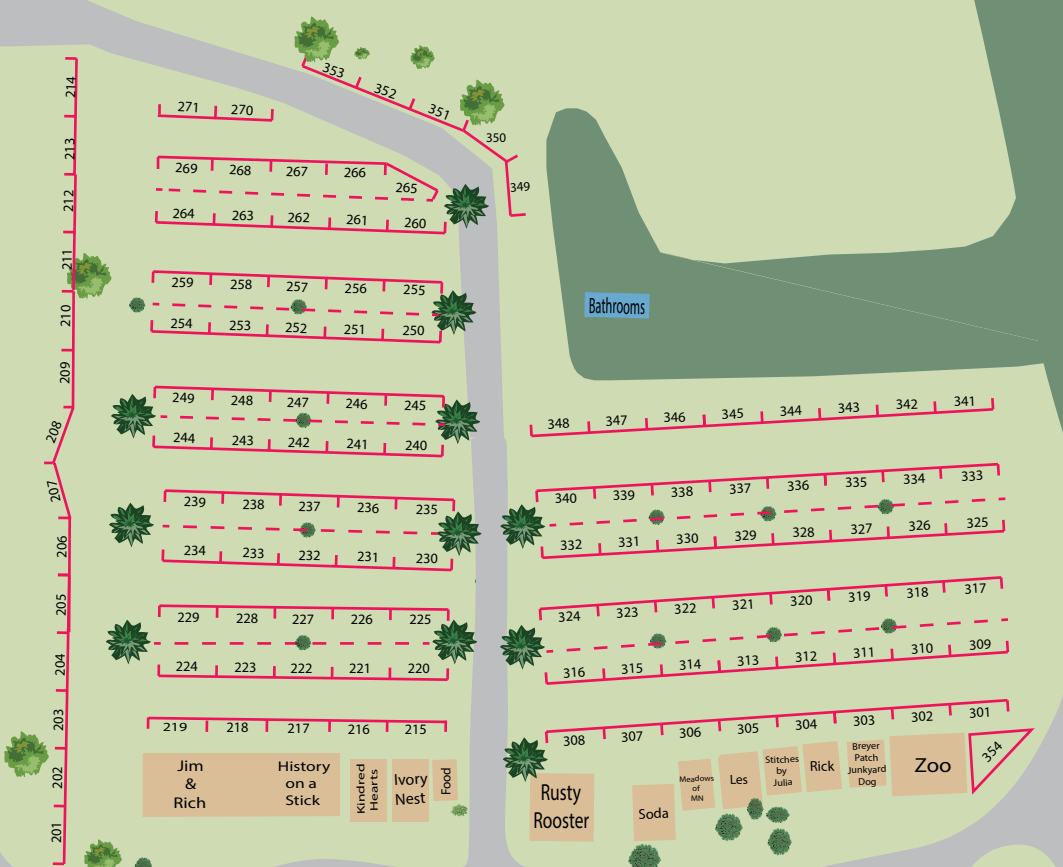 353
352
351
350
349
214
213
212
211
210
209
208
207
206
205
204
203
202
201
271 270
269 268 267 266 265
264 263 262 261 260
259 258 257 256 255
254 253 252 251 250
249 248 247 246 245
244 243 242 241 240
239 238 237 236 235
234 233 232 231 230
229 228 227 226 225
224 223 222 221 220
219 218 217 216 215
Jim
&
Rich
History
on a
Stick
Kindred
Hearts
Ivory
Nest
Food
Bathrooms
348 347 346 345 344 343 342 341
340 339 338 337 336 335 334 333
332 331 330 329 328 327 326 325
324 323 322 321 320 319 318 317
316 315 314 313 312 311 310 309
308 307 306 305 304 303 302 301
354
Rusty
Rooster
Soda
Meadows
of
MN
Les
Stitches
by
Julia
Rick
Breyer
Patch
Junkyard
Dog
Zoo